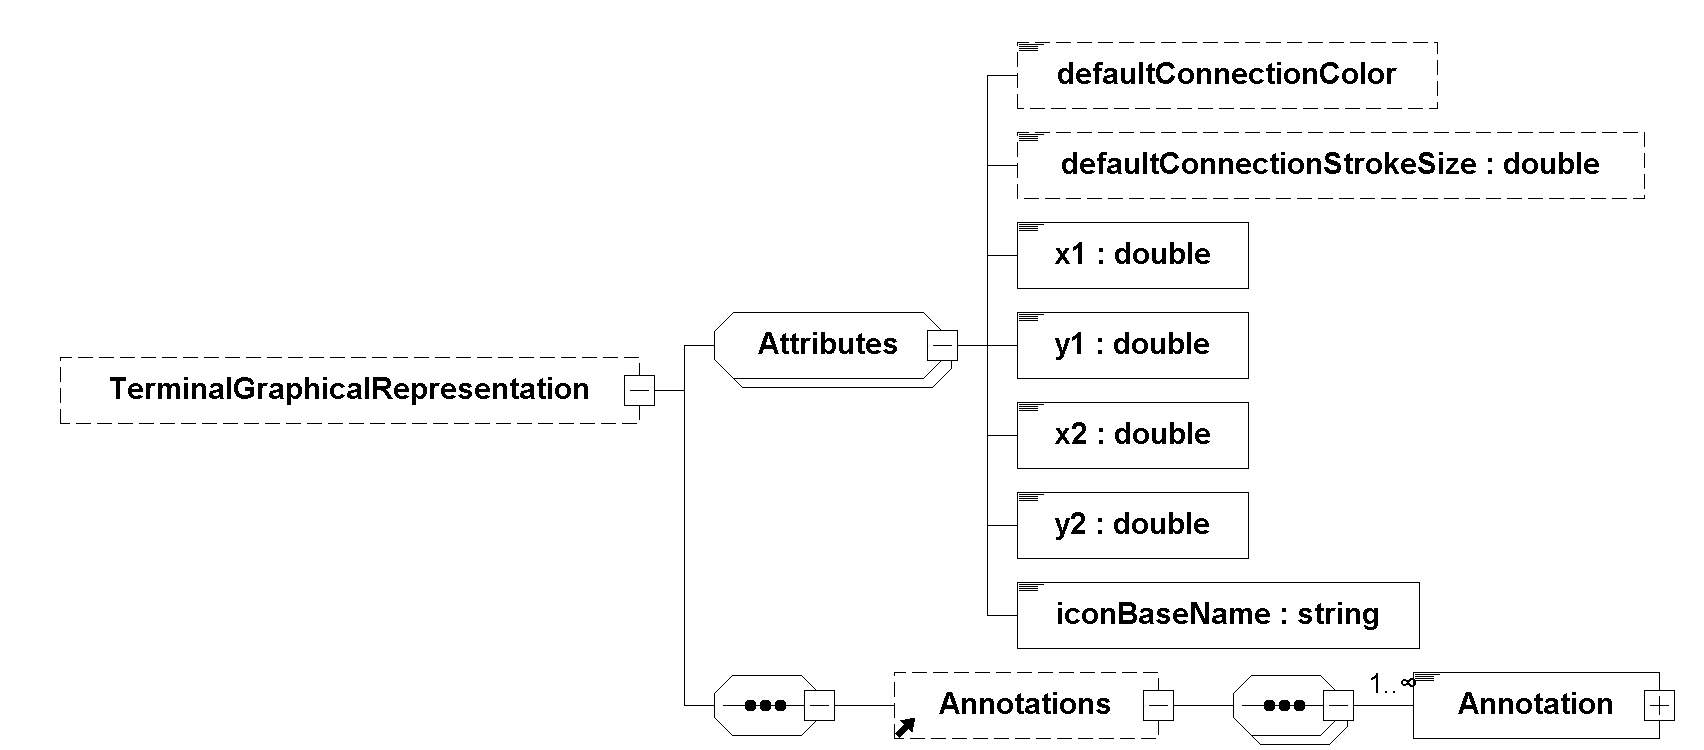 defaultConnectionColor
defaultConnectionStrokeSize : double
x1 : double
y1 : double
Attributes
TerminalGraphicalRepresentation
x2 : double
y2 : double
iconBaseName : string
Annotations
1..∞
Annotation